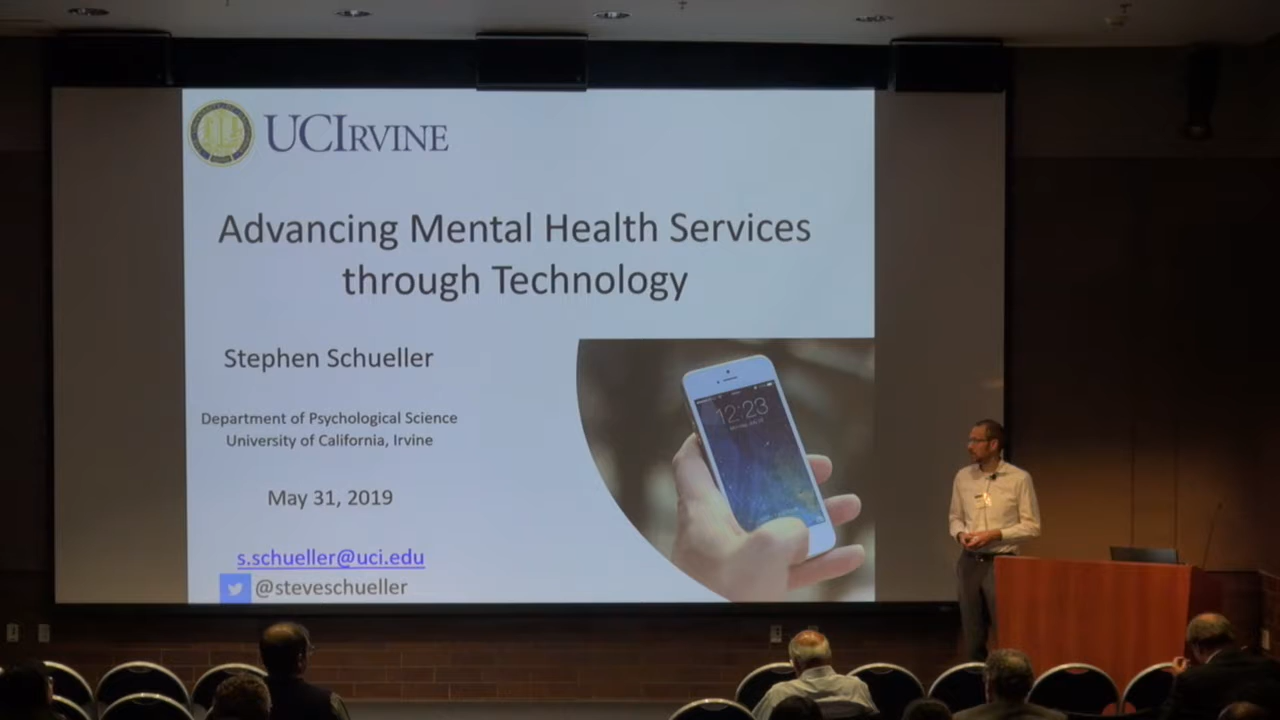 UCIRVINE
Advancing Mental Health Services
through Technology
Stephen Schueller
Department of Psychological Science
University of California, Irvine
May 31, 2019
s.schueller@uci.edu
@steveschueller
12:23